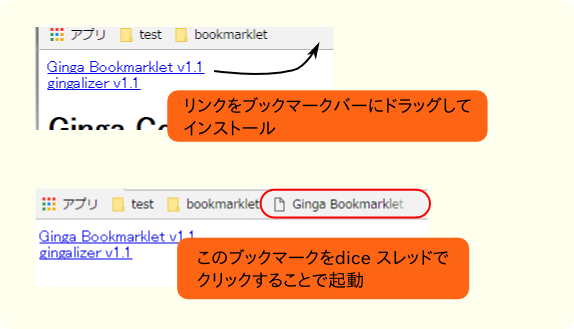 アプリ test bookmarklet
Ginga Bookmarklet v1.1
gingalizer v1.1
リンクをブックマークバーにドラッグして
インストール
Ginga Co
アプリ test bookmarklet Ginga Bookmarklet
Ginga Bookmarklet v1.1
gingalizer v1.1
このブックマークをdice スレッドで
クリックすることで起動